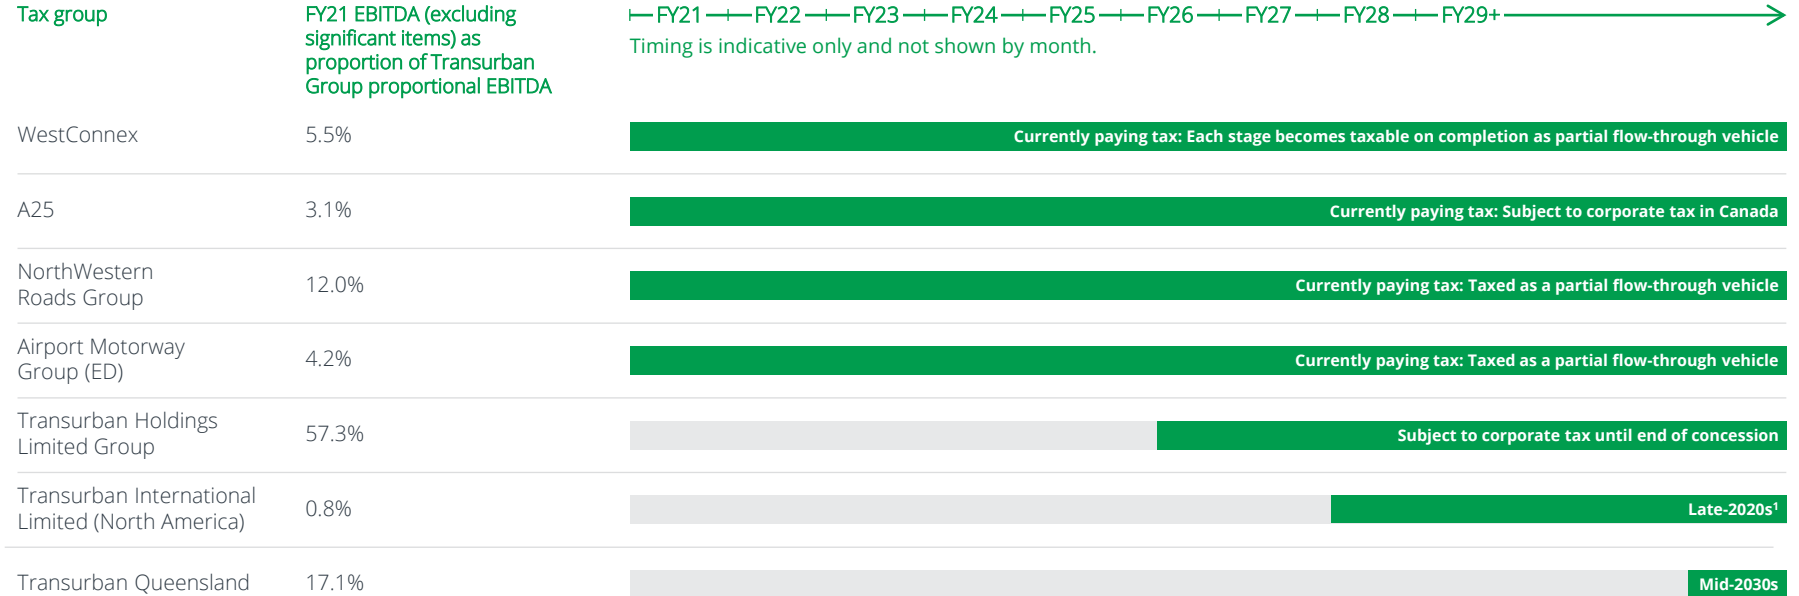 Tax group
FY21 EBITDA (excluding
significant items) as
proportion of Transurban
Group proportional EBITDA
FY21 FY22 FY23 FY24 FY25 FY26 FY27 FY28 FY29+
Timing is indicative only and not shown by month.
WestConnex
5.5%
Currently paying tax: Each stage becomes taxable on completion as partial flow-through vehicle
A25
3.1%
Currently paying tax: Subject to corporate tax in Canada
NorthWestern
Roads Group
12.0%
Currently paying tax: Taxed as a partial flow-through vehicle
Airport Motorway
Group (ED)
4.2%
Currently paying tax: Taxed as a partial flow-through vehicle
Transurban Holdings
Limited Group
57.3%
Subject to corporate tax until end of concession
Transurban International
Limited (North America)
0.8%
Late-2020s¹
Transurban Queensland
17.1%
Mid-2030s